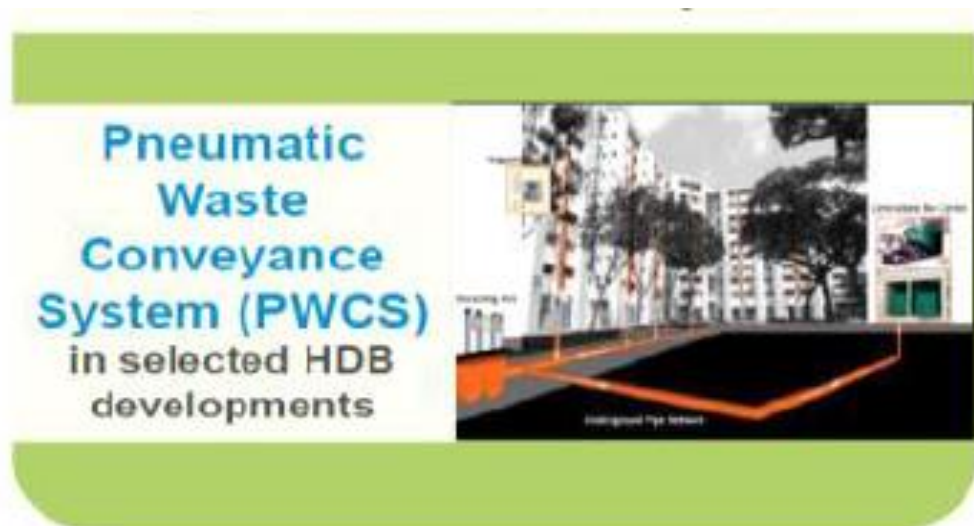 Pneumatic
Waste
Conveyance
System (PWCS)
in selected HDB
developments
Underground Pipe Network